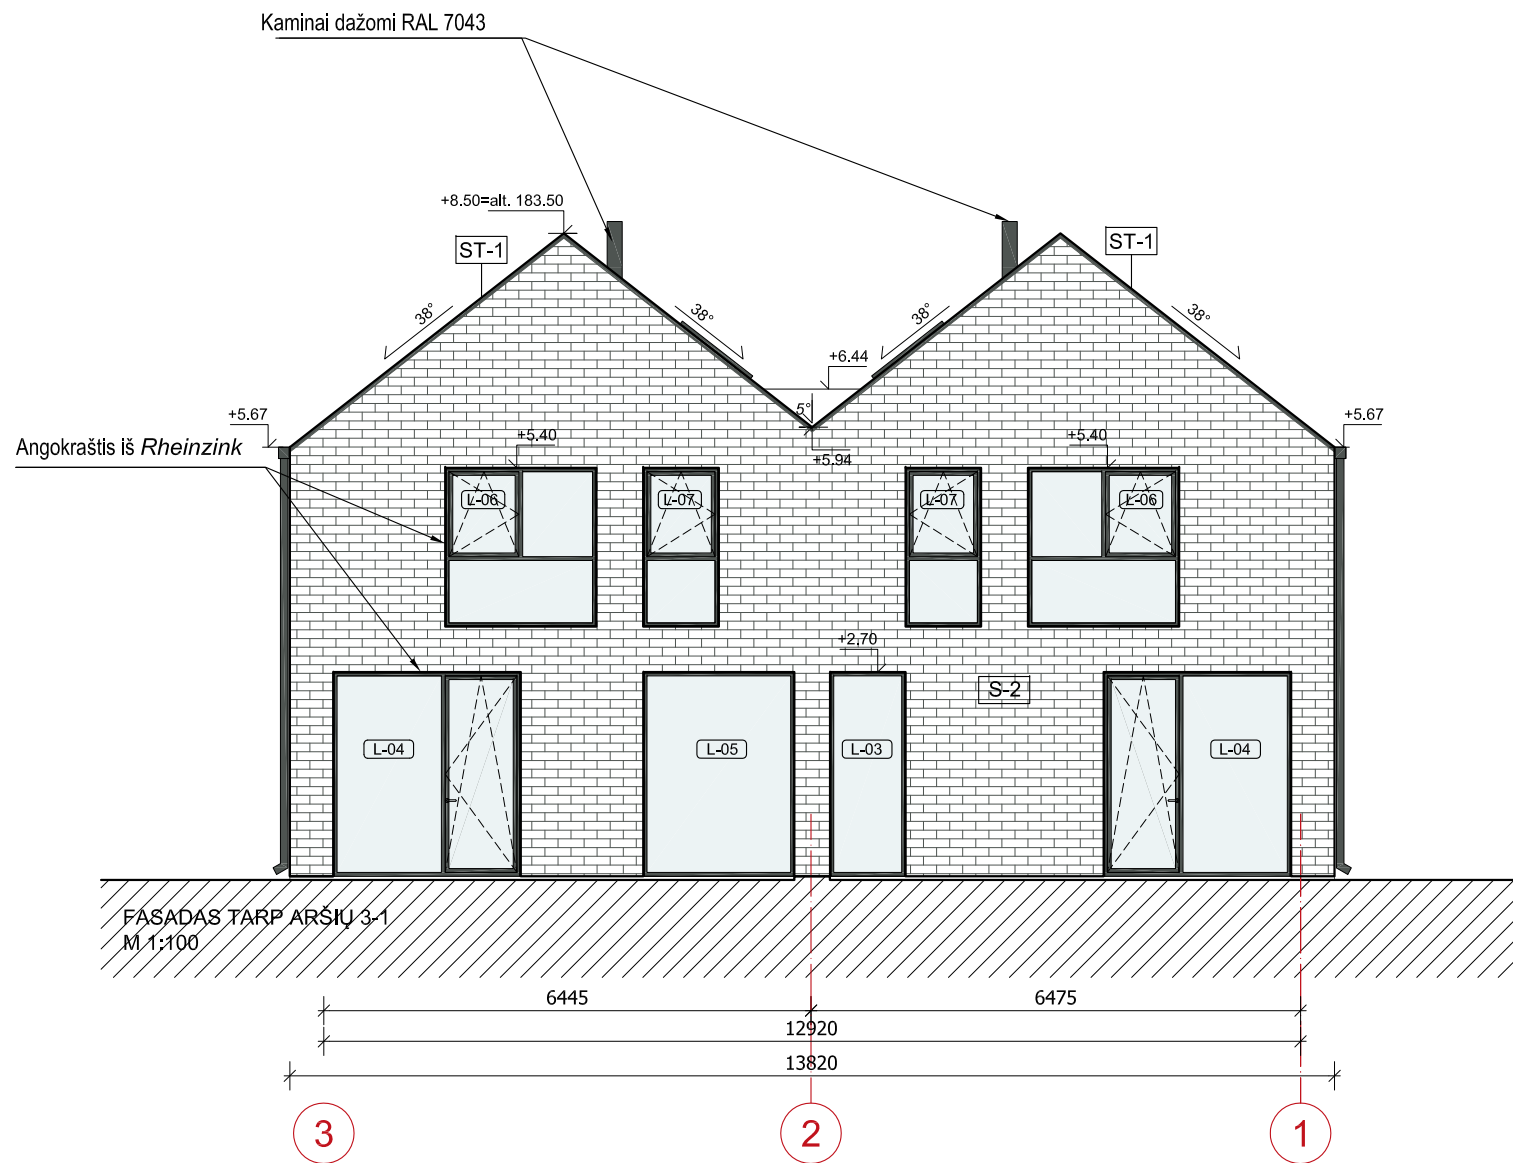 Kaminai dažomi RAL 7043
+8.50=alt. 183.50
ST-1
ST-1
38°
38°
38°
38°
+6.44
+5.67
5°
+5.67
Angokraštis iš Rheinzink
+5.40
+5.94
+5.40
L-06
L-07
L-07
L-06
+2.70
S-2
L-04
L-05
L-03
L-04
FASADAS TARP ARŠIŲ 3-1
M 1:100
6445
6475
12920
13820
3
2
1